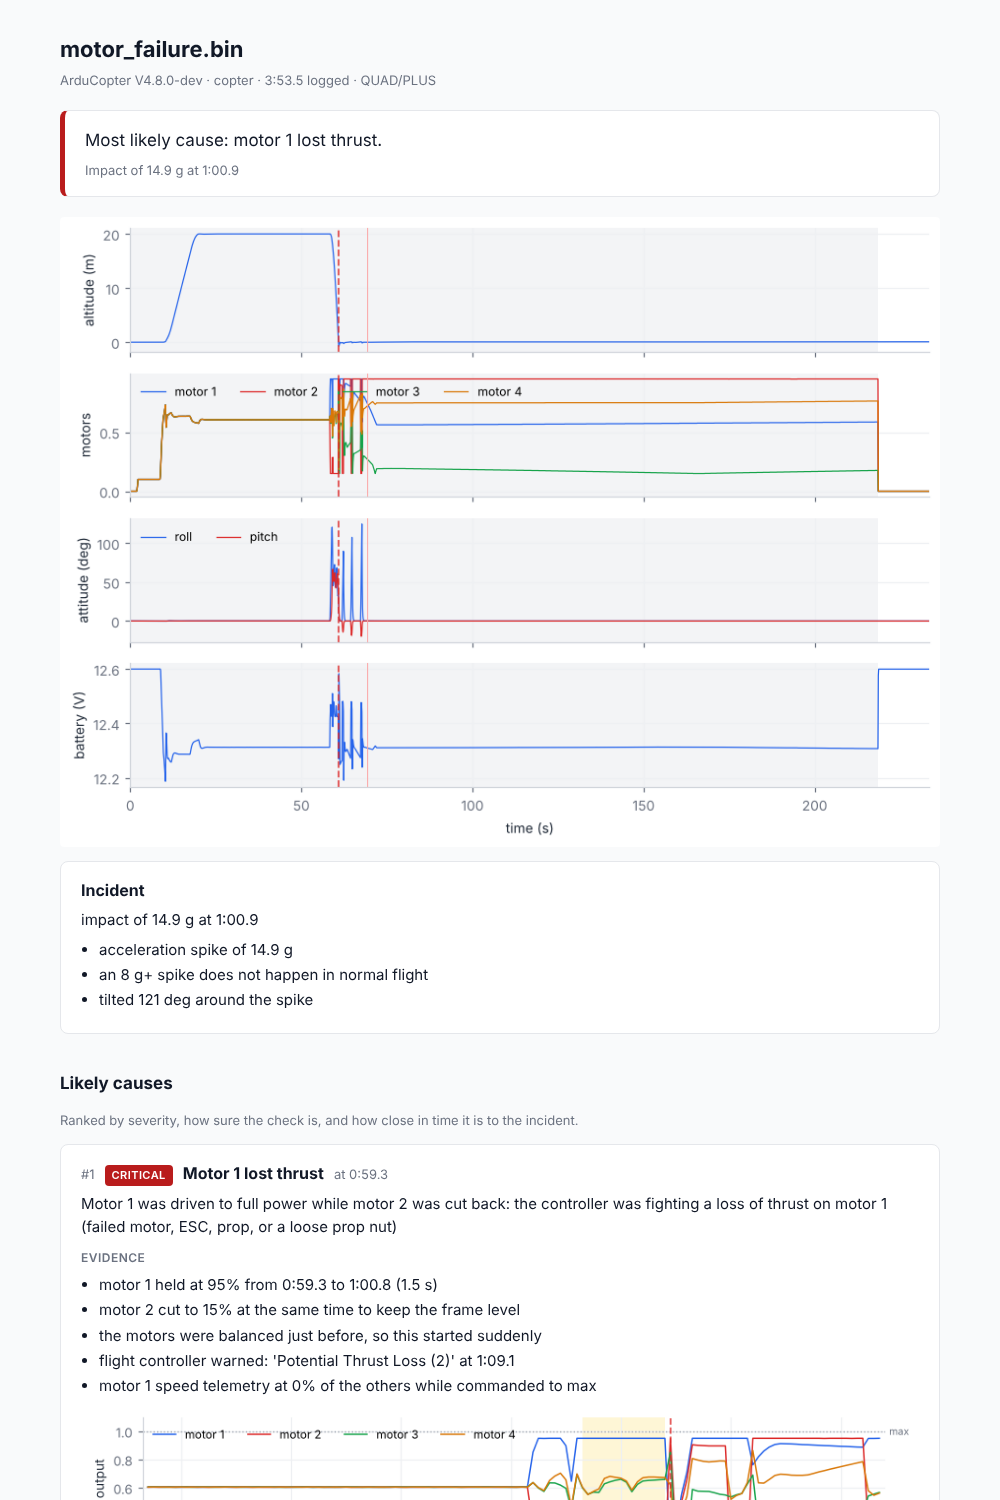 motor_failure.bin
ArduCopter V4.8.0-dev · copter · 3:53.5 logged · QUAD/PLUS
Most likely cause: motor 1 lost thrust.
Impact of 14.9 g at 1:00.9
20
10
0
altitude (m)
motor 1 motor 2 motor 3 motor 4
0.5
0.0
motors
roll pitch
100
50
0
attitude (deg)
12.6
12.4
12.2
battery (V)
0 50 100 150 200
time (s)
Incident
impact of 14.9 g at 1:00.9
• acceleration spike of 14.9 g
• an 8 g+ spike does not happen in normal flight
• tilted 121 deg around the spike
Likely causes
Ranked by severity, how sure the check is, and how close in time it is to the incident.
#1 CRITICAL Motor 1 lost thrust at 0:59.3
Motor 1 was driven to full power while motor 2 was cut back: the controller was fighting a loss of thrust on motor 1
(failed motor, ESC, prop, or a loose prop nut)
EVIDENCE
• motor 1 held at 95% from 0:59.3 to 1:00.8 (1.5 s)
• motor 2 cut to 15% at the same time to keep the frame level
• the motors were balanced just before, so this started suddenly
• flight controller warned: 'Potential Thrust Loss (2)' at 1:09.1
• motor 1 speed telemetry at 0% of the others while commanded to max
1.0 motor 1 motor 2 motor 3 motor 4 max
0.8
0.6
output